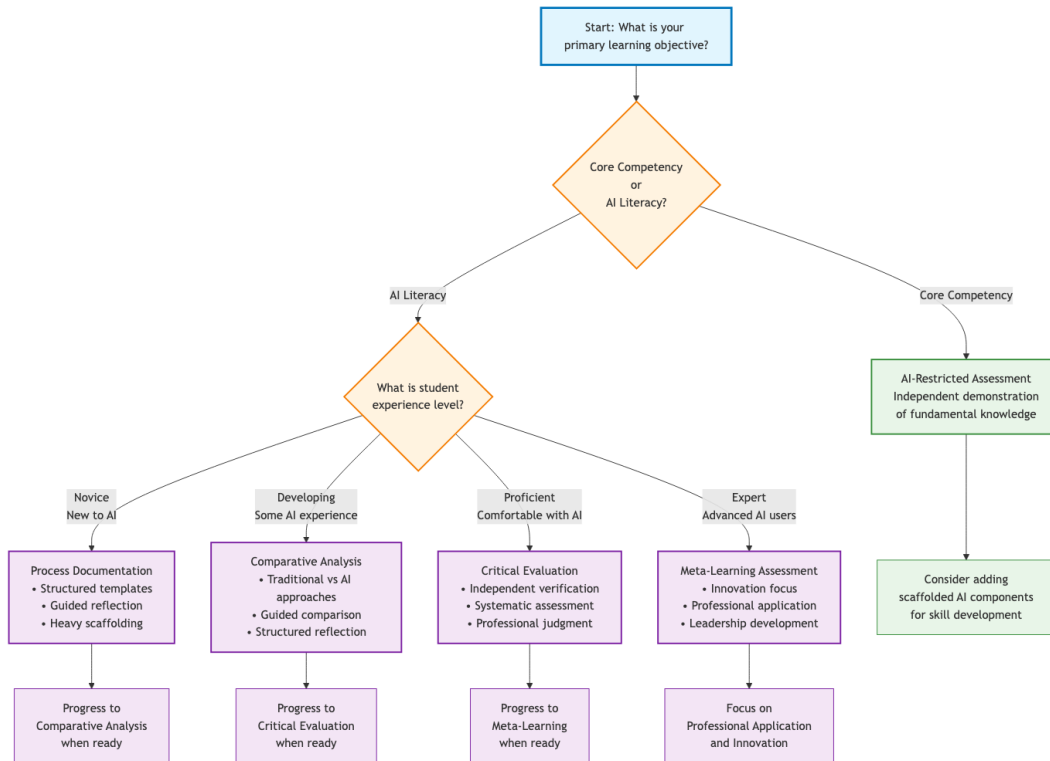 Start: What is your
primary learning objective?
Core Competency
or
AI Literacy?
AI Literacy
Core Competency
What is student
experience level?
AI-Restricted Assessment
Independent demonstration
of fundamental knowledge
Novice
New to AI
Developing
Some AI experience
Proficient
Comfortable with AI
Expert
Advanced AI users
Process Documentation
• Structured templates
• Guided reflection
• Heavy scaffolding
Comparative Analysis
• Traditional vs AI
approaches
• Guided comparison
• Structured reflection
Critical Evaluation
• Independent verification
• Systematic assessment
• Professional judgment
Meta-Learning Assessment
• Innovation focus
• Professional application
• Leadership development
Consider adding
scaffolded AI components
for skill development
Progress to
Comparative Analysis
when ready
Progress to
Critical Evaluation
when ready
Progress to
Meta-Learning
when ready
Focus on
Professional Application
and Innovation